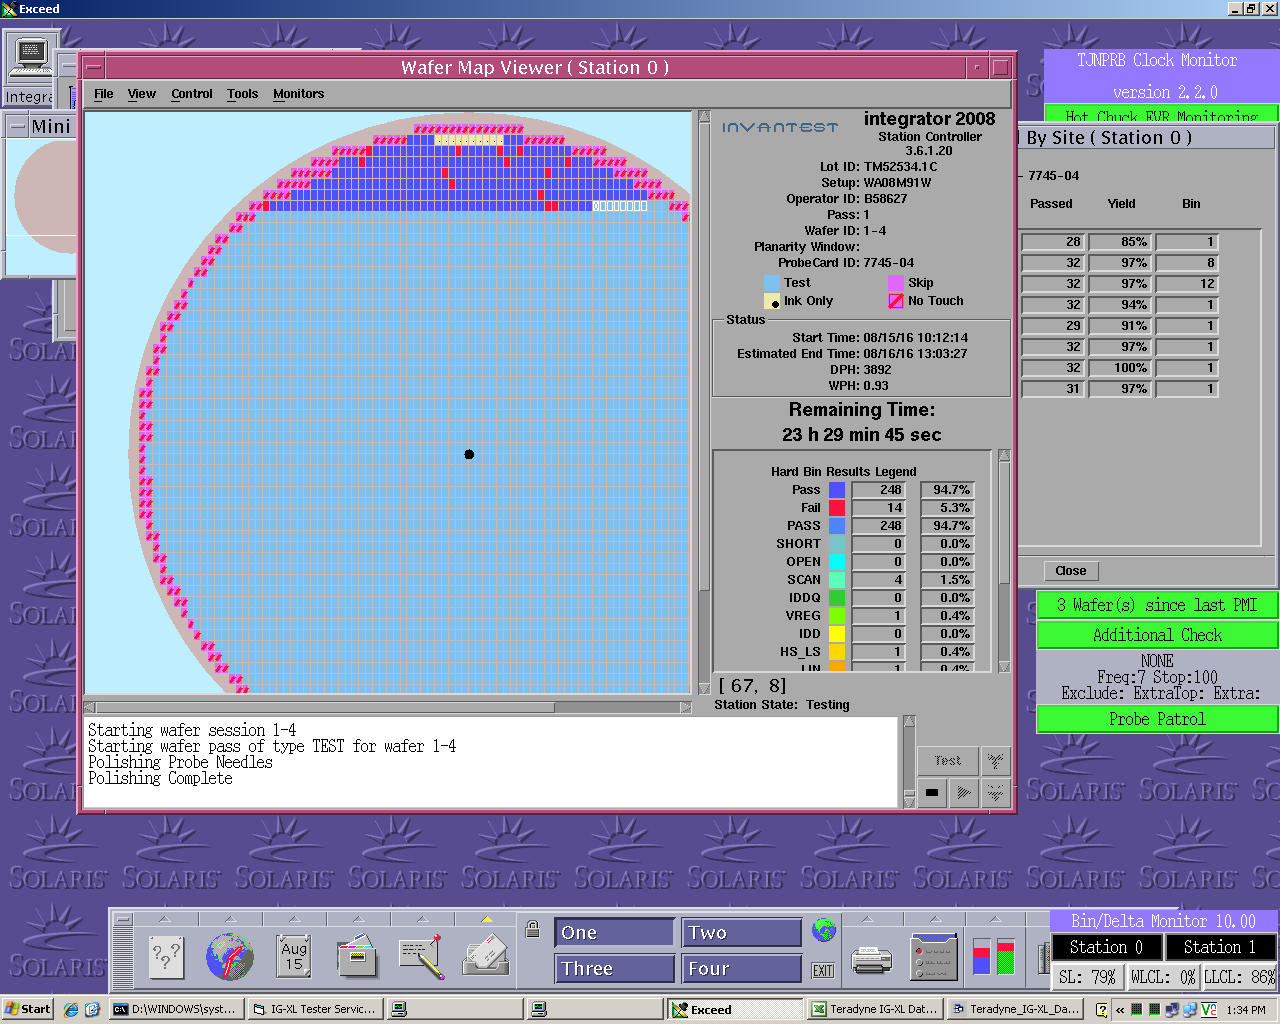 Exceed
Integra
Mini
Wafer Map Viewer ( Station 0 )
File View Control Tools Monitors
INVANTEST
integrator 2008
Station Controller
3.6.1.20
Lot ID: TM52534.1C
Setup: WA08M91W
Operator ID: B58627
Pass: 1
Wafer ID: 1-4
Planarity Window:
ProbeCard ID: 7745-04
Test Skip
Ink Only No Touch
Status
Start Time: 08/15/16 10:12:14
Estimated End Time: 08/16/16 13:03:27
DPH: 3892
WPH: 0.93
Remaining Time:
23 h 29 min 45 sec
Hard Bin Results Legend
Pass 248 94.7%
Fail 14 5.3%
PASS 248 94.7%
SHORT 0 0.0%
OPEN 0 0.0%
SCAN 4 1.5%
IDDQ 0 0.0%
VREG 1 0.4%
IDD 0 0.0%
HS_LS 1 0.4%
LIN 1 0.4%
[ 67, 8]
Station State: Testing
Starting wafer session 1-4
Starting wafer pass of type TEST for wafer 1-4
Polishing Probe Needles
Polishing Complete
Test
TJNPRB Clock Monitor
version 2.2.0
Hot Chuck EVR Monitoring
By Site ( Station 0 )
- 7745-04
Passed Yield Bin
28 85% 1
32 97% 8
32 97% 12
32 94% 1
29 91% 1
32 97% 1
32 100% 1
31 97% 1
Close
3 Wafer(s) since last PMI
Additional Check
NONE
Freq:7 Stop:100
Exclude: ExtraTop: Extra:
Probe Patrol
SOLARIS
SOLARIS
SOLARIS
SOLARIS
SOLARIS
SOLARIS
SOLARIS
SOLARIS
SOLARIS
SOLARIS
SOLARIS
SOLARIS
SOLARIS
SOLARIS
Aug
15
One Two
Three Four
EXIT
Bin/Delta Monitor 10.00
Station 0 Station 1
SL: 79% WLCL: 0% LLCL: 86%
Start
D:\WINDOWS\syst...
IG-XL Tester Servic...
Exceed
Teradyne IG-XL Dat...
Teradyne_IG-XL_Da...
1:34 PM